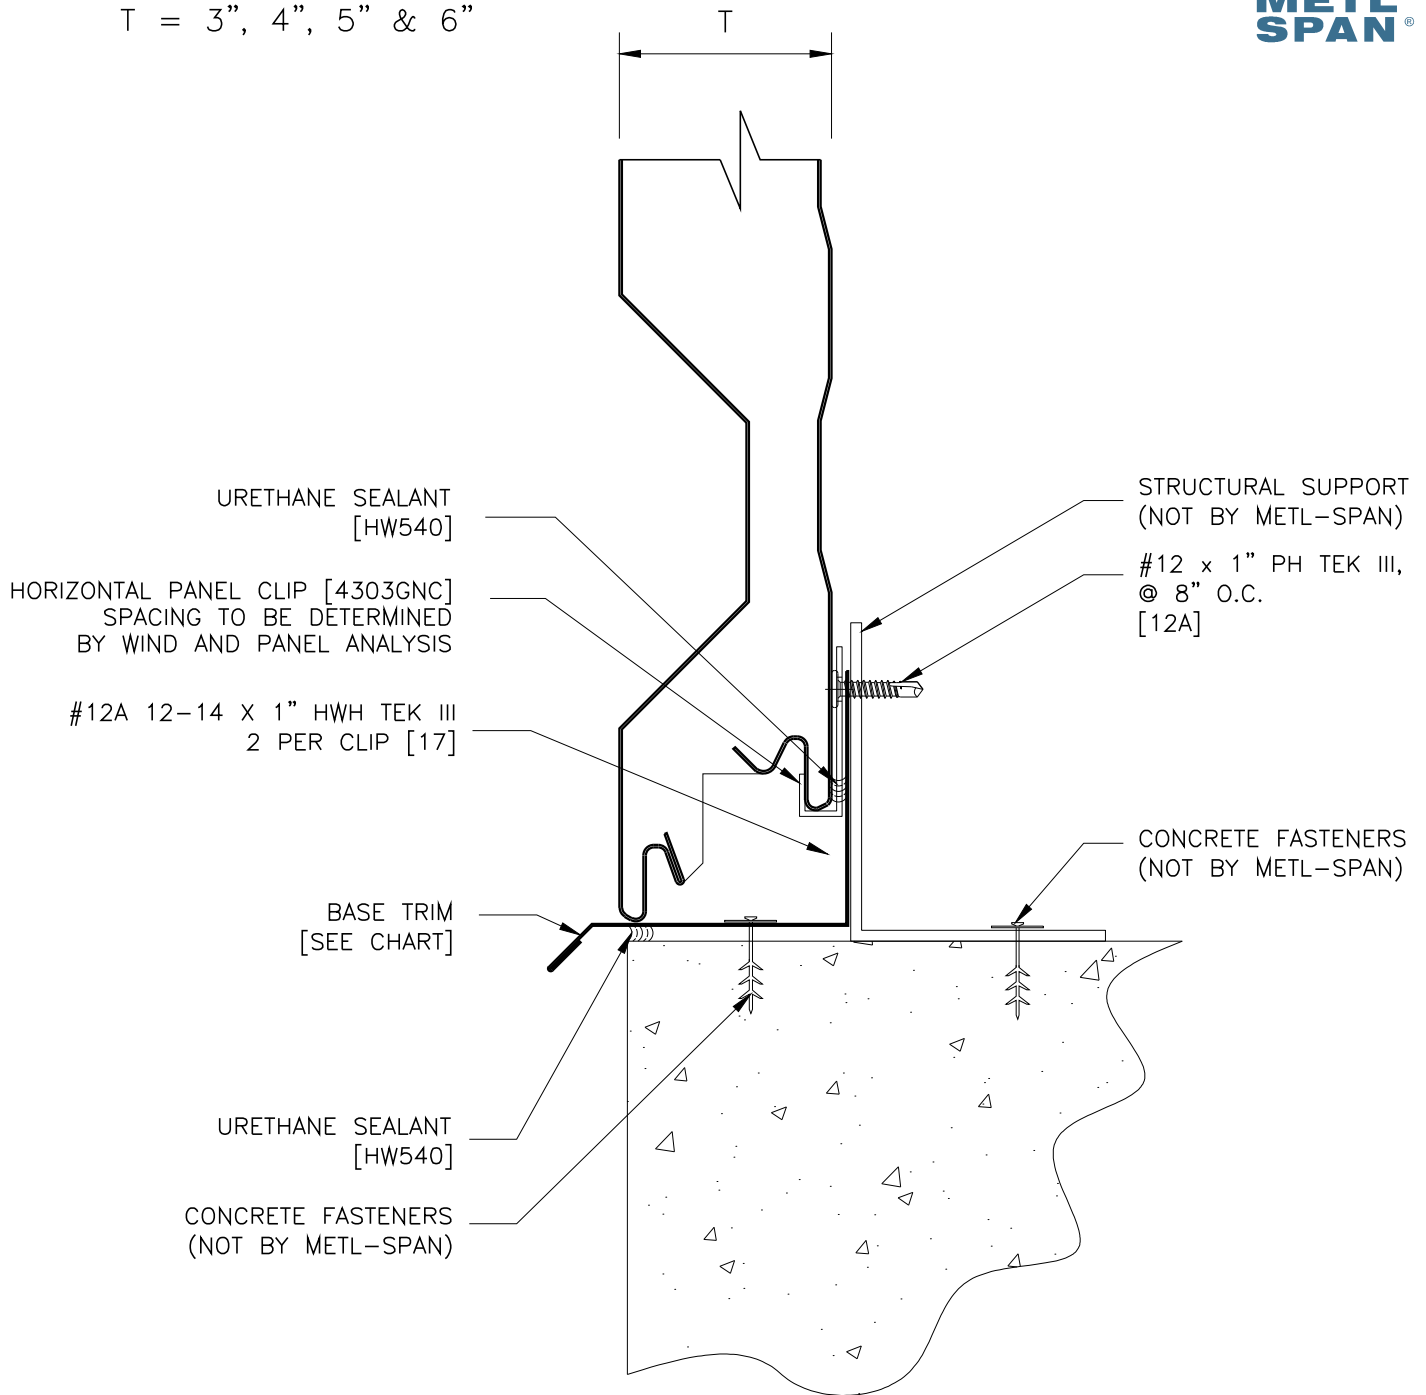 T = 3”, 4”, 5” & 6”
T
METL
SPAN®
URETHANE SEALANT
[HW540]
HORIZONTAL PANEL CLIP [4303GNC]
SPACING TO BE DETERMINED
BY WIND AND PANEL ANALYSIS
#12A 12-14 X 1” HWH TEK III
2 PER CLIP [17]
BASE TRIM
[SEE CHART]
URETHANE SEALANT
[HW540]
CONCRETE FASTENERS
(NOT BY METL-SPAN)
STRUCTURAL SUPPORT
(NOT BY METL-SPAN)
#12 x 1” PH TEK III,
@ 8” O.C.
[12A]
CONCRETE FASTENERS
(NOT BY METL-SPAN)